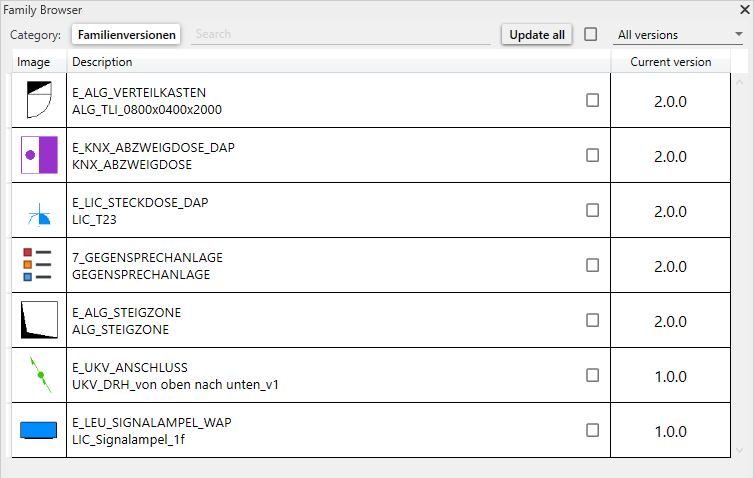 Family Browser
Category: Familienversionen Search Update all All versions
Image Description Current version
E_ALG_VERTEILKASTEN
ALG_TLI_0800x0400x2000
2.0.0
E_KNX_ABZWEIGDOSE_DAP
KNX_ABZWEIGDOSE
2.0.0
E_LIC_STECKDOSE_DAP
LIC_T23
2.0.0
7_GEGENSPRECHANLAGE
GEGENSPRECHANLAGE
2.0.0
E_ALG_STEIGZONE
ALG_STEIGZONE
2.0.0
E_UKV_ANSCHLUSS
UKV_DRH_von oben nach unten_v1
1.0.0
E_LEU_SIGNALAMPEL_WAP
LIC_Signalampel_1f
1.0.0